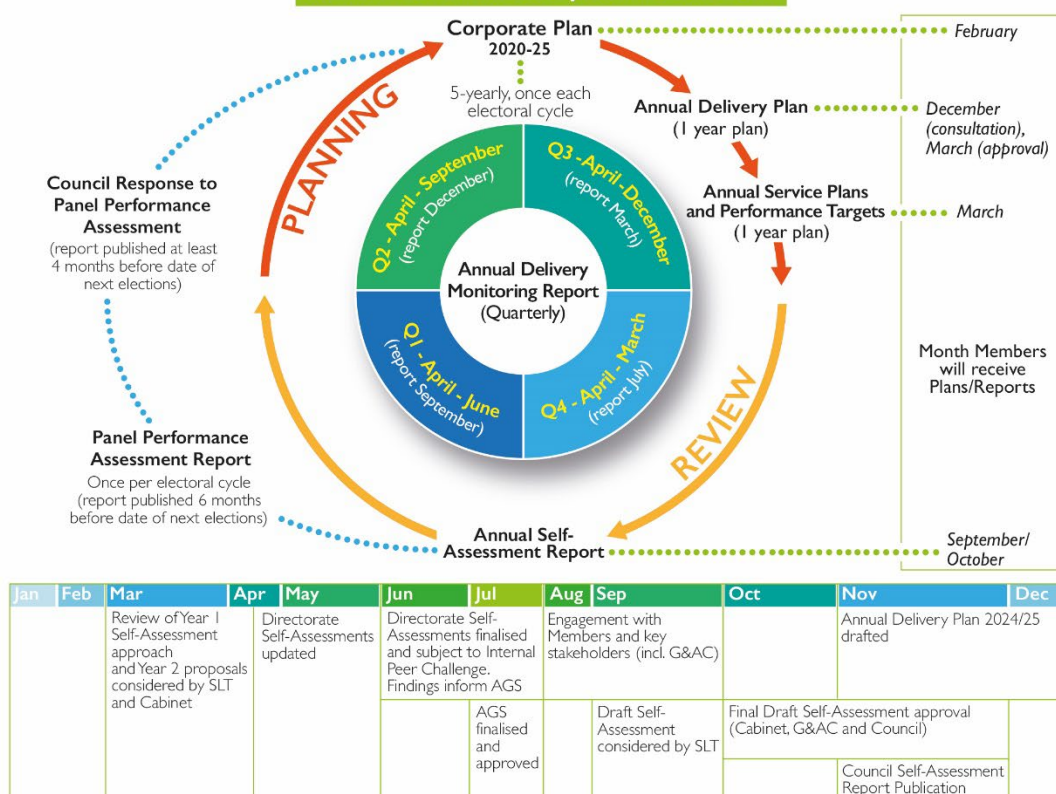 Corporate Plan
2020-25
5-yearly, once each
electoral cycle
February
Annual Delivery Plan
(1 year plan)
December
(consultation),
March (approval)
Annual Service Plans
and Performance Targets
(1 year plan)
March
PLANNING
REVIEW
Council Response to
Panel Performance
Assessment
(report published at least
4 months before date of
next elections)
Q2 - April - September
(report December)
Q3 - April - December
(report March)
Annual Delivery
Monitoring Report
(Quarterly)
Q1 - April - June
(report September)
Q4 - April - March
(report July)
Month Members
will receive
Plans/Reports
Panel Performance
Assessment Report
Once per electoral cycle
(report published 6 months
before date of next elections)
Annual Self-
Assessment Report
September/
October
Jan Feb Mar Apr May Jun Jul Aug Sep Oct Nov Dec
Review of Year 1
Self-Assessment
approach
and Year 2 proposals
considered by SLT
and Cabinet
Directorate
Self-Assessments
updated
Directorate Self-
Assessments finalised
and subject to Internal
Peer Challenge.
Findings inform AGS
Engagement with
Members and key
stakeholders (incl. G&AC)
Annual Delivery Plan 2024/25
drafted
AGS
finalised
and
approved
Draft Self-
Assessment
considered by SLT
Final Draft Self-Assessment approval
(Cabinet, G&AC and Council)
Council Self-Assessment
Report Publication